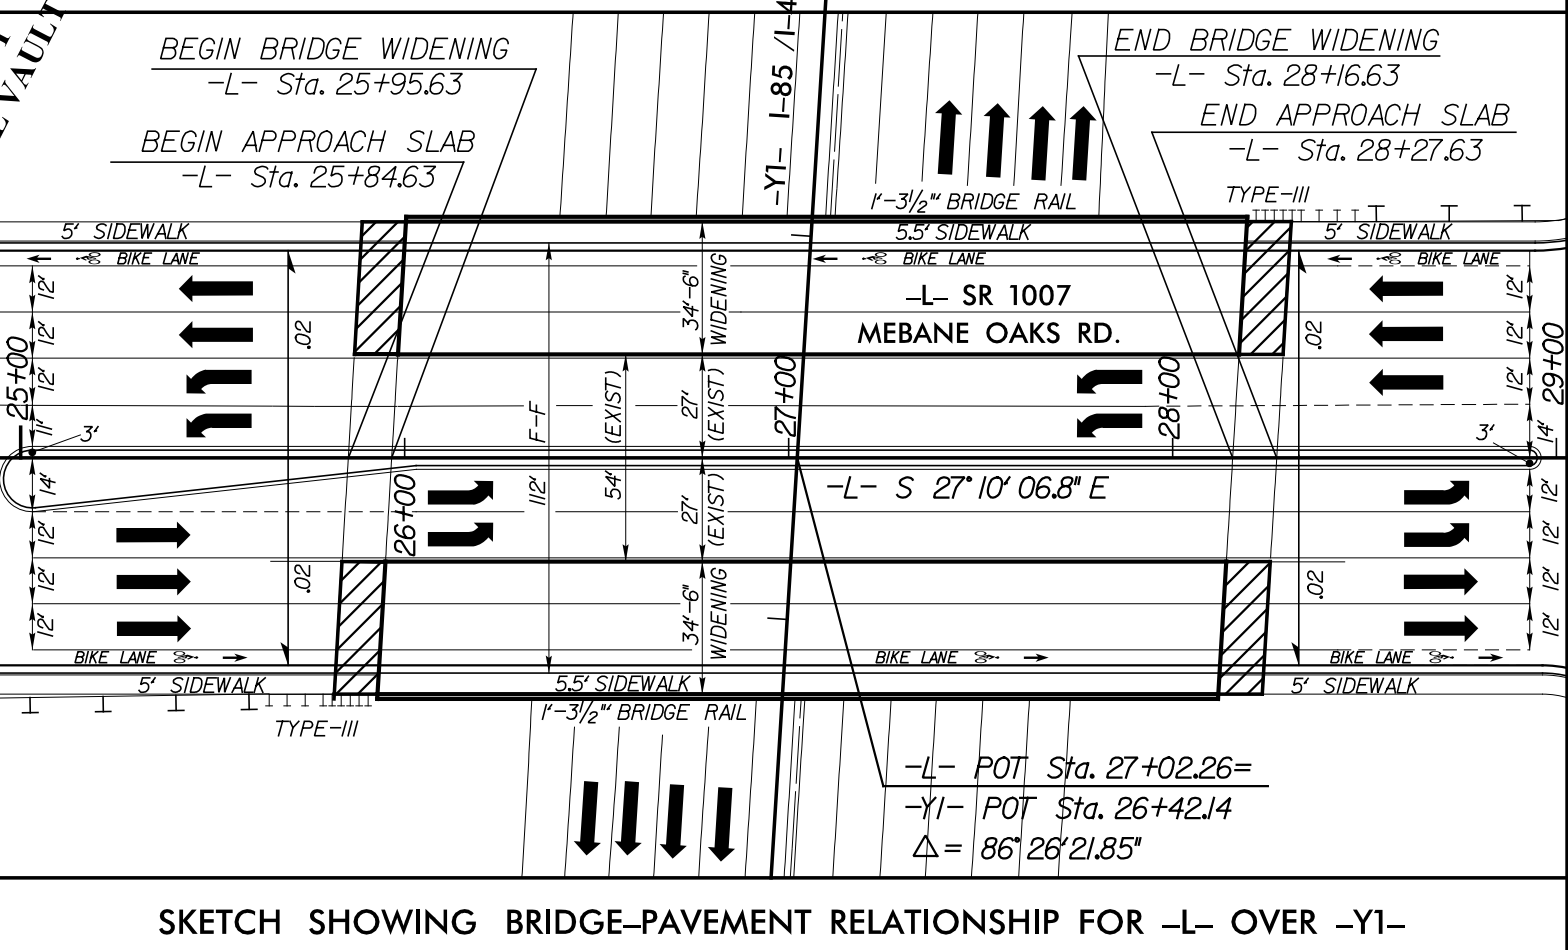 VAULT
BEGIN BRIDGE WIDENING
-L- Sta. 25+95.63
BEGIN APPROACH SLAB
-L- Sta. 25+84.63
-Y1- I-85 /I-4
END BRIDGE WIDENING
-L- Sta. 28+16.63
END APPROACH SLAB
-L- Sta. 28+27.63
1'-3½" BRIDGE RAIL
TYPE-III
5' SIDEWALK
5.5' SIDEWALK
5' SIDEWALK
BIKE LANE
BIKE LANE
BIKE LANE
12'
12'
12'
11'
14'
12'
12'
12'
25+00
3'
.02
.02
26+00
F-F
112'
(EXIST)
54'
34'-6"
WIDENING
27'
(EXIST)
27'
(EXIST)
34'-6"
WIDENING
27+00
-L- SR 1007
MEBANE OAKS RD.
28+00
-L- S 27° 10' 06.8" E
.02
.02
12'
12'
12'
14'
12'
12'
12'
12'
29+00
3'
BIKE LANE
BIKE LANE
BIKE LANE
5' SIDEWALK
5.5' SIDEWALK
5' SIDEWALK
TYPE-III
1'-3½" BRIDGE RAIL
-L- POT Sta. 27+02.26=
-Y1- POT Sta. 26+42.14
Δ= 86° 26' 21.85"
SKETCH SHOWING BRIDGE-PAVEMENT RELATIONSHIP FOR -L- OVER -Y1-